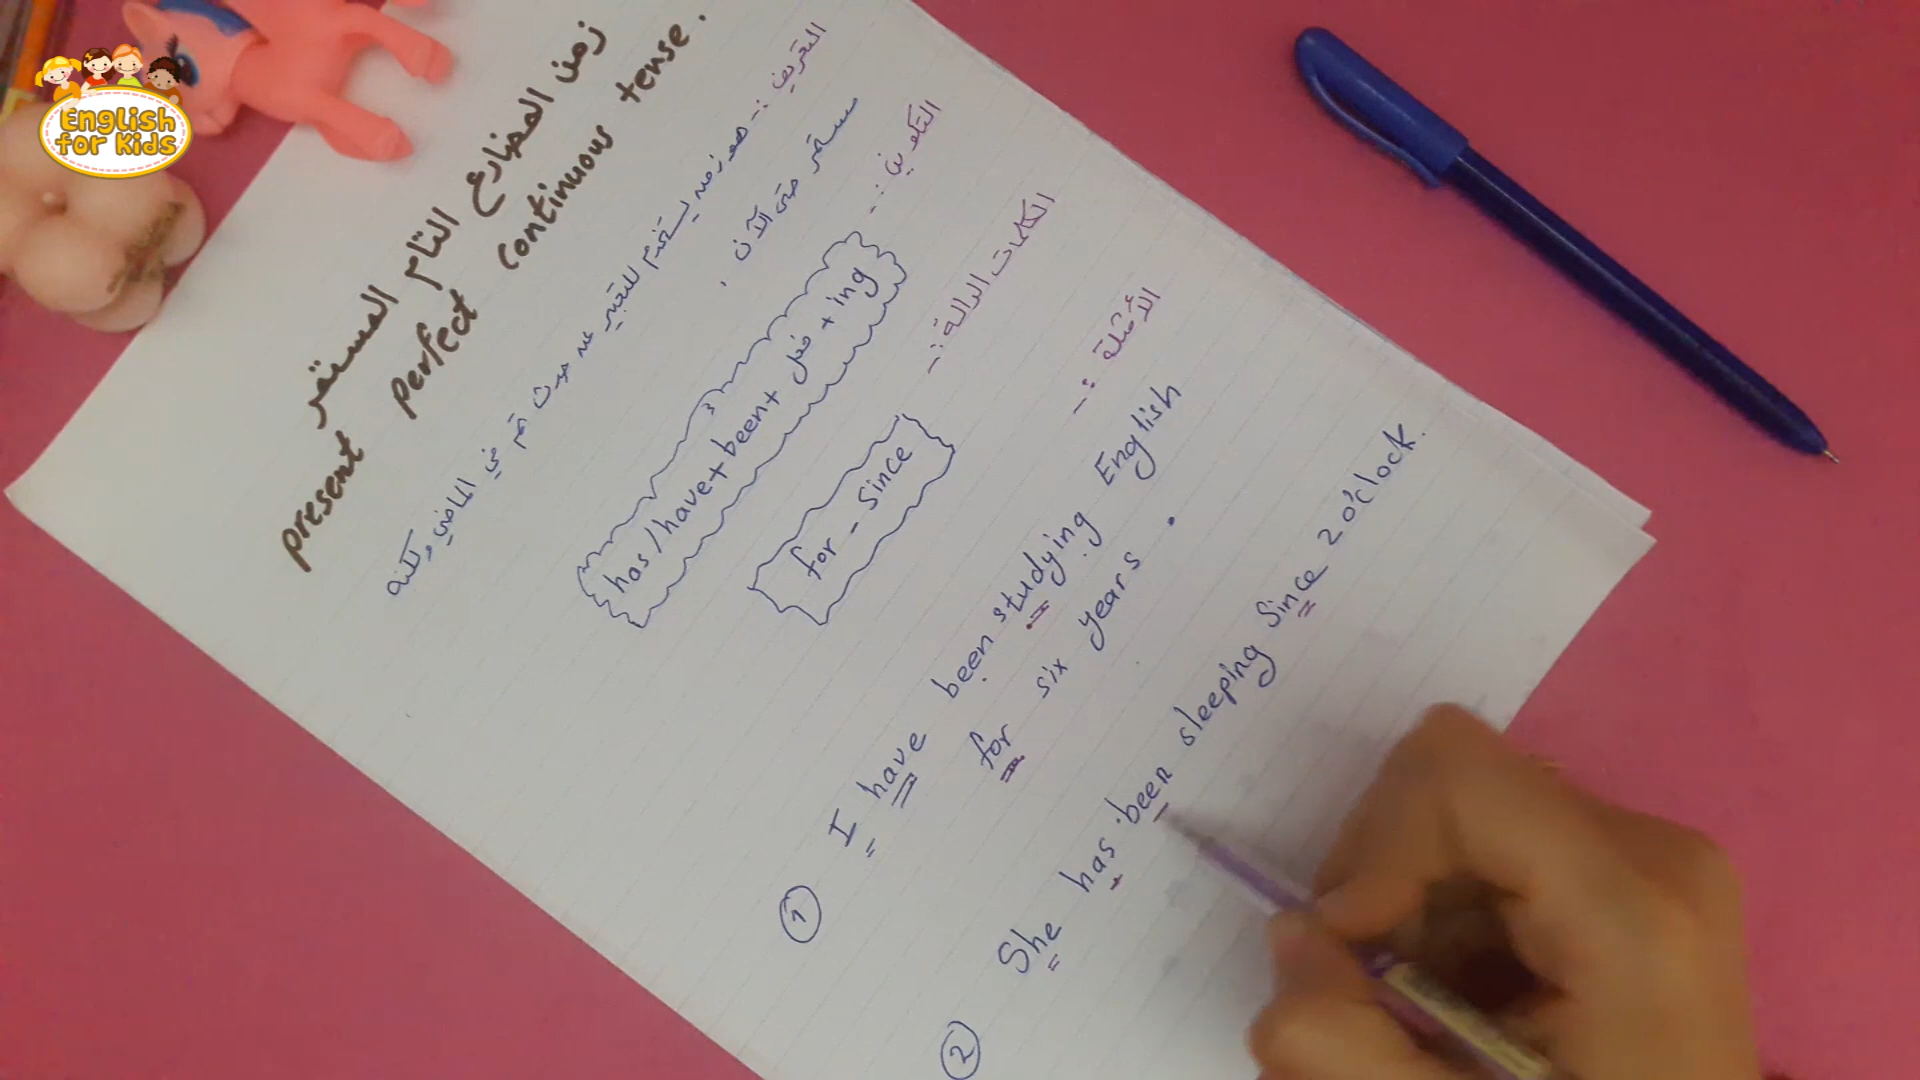 English
for Kids
زمن المضارع التام المستمر
present perfect continuous tense.
التعريف :- هو زمن يستخدم للتعبير عن حدث تم في الماضي ولكنه
مستمر حتى الآن .
التكوين :-
has / have + been + فعل + ing
الكلمات الدالة :-
for - since
الأمثلة :-
1 I have been studying English
for six years .
2 She has been sleeping Since 2 o'clock.